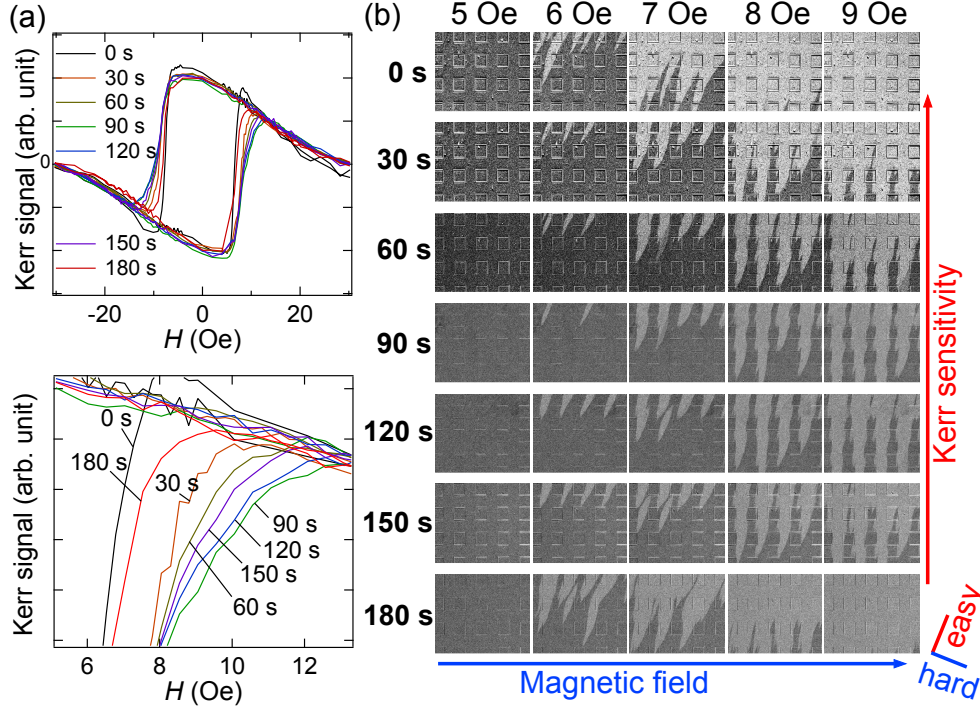 (a)
Kerr signal (arb. unit)
0 s
30 s
60 s
90 s
120 s
150 s
180 s
0
-20
0
20
H (Oe)
Kerr signal (arb. unit)
0 s
180 s
30 s
90 s
120 s
150 s
60 s
6
8
10
12
H (Oe)
(b)
5 Oe 6 Oe 7 Oe 8 Oe 9 Oe
0 s
30 s
60 s
90 s
120 s
150 s
180 s
Kerr sensitivity
easy
hard
Magnetic field